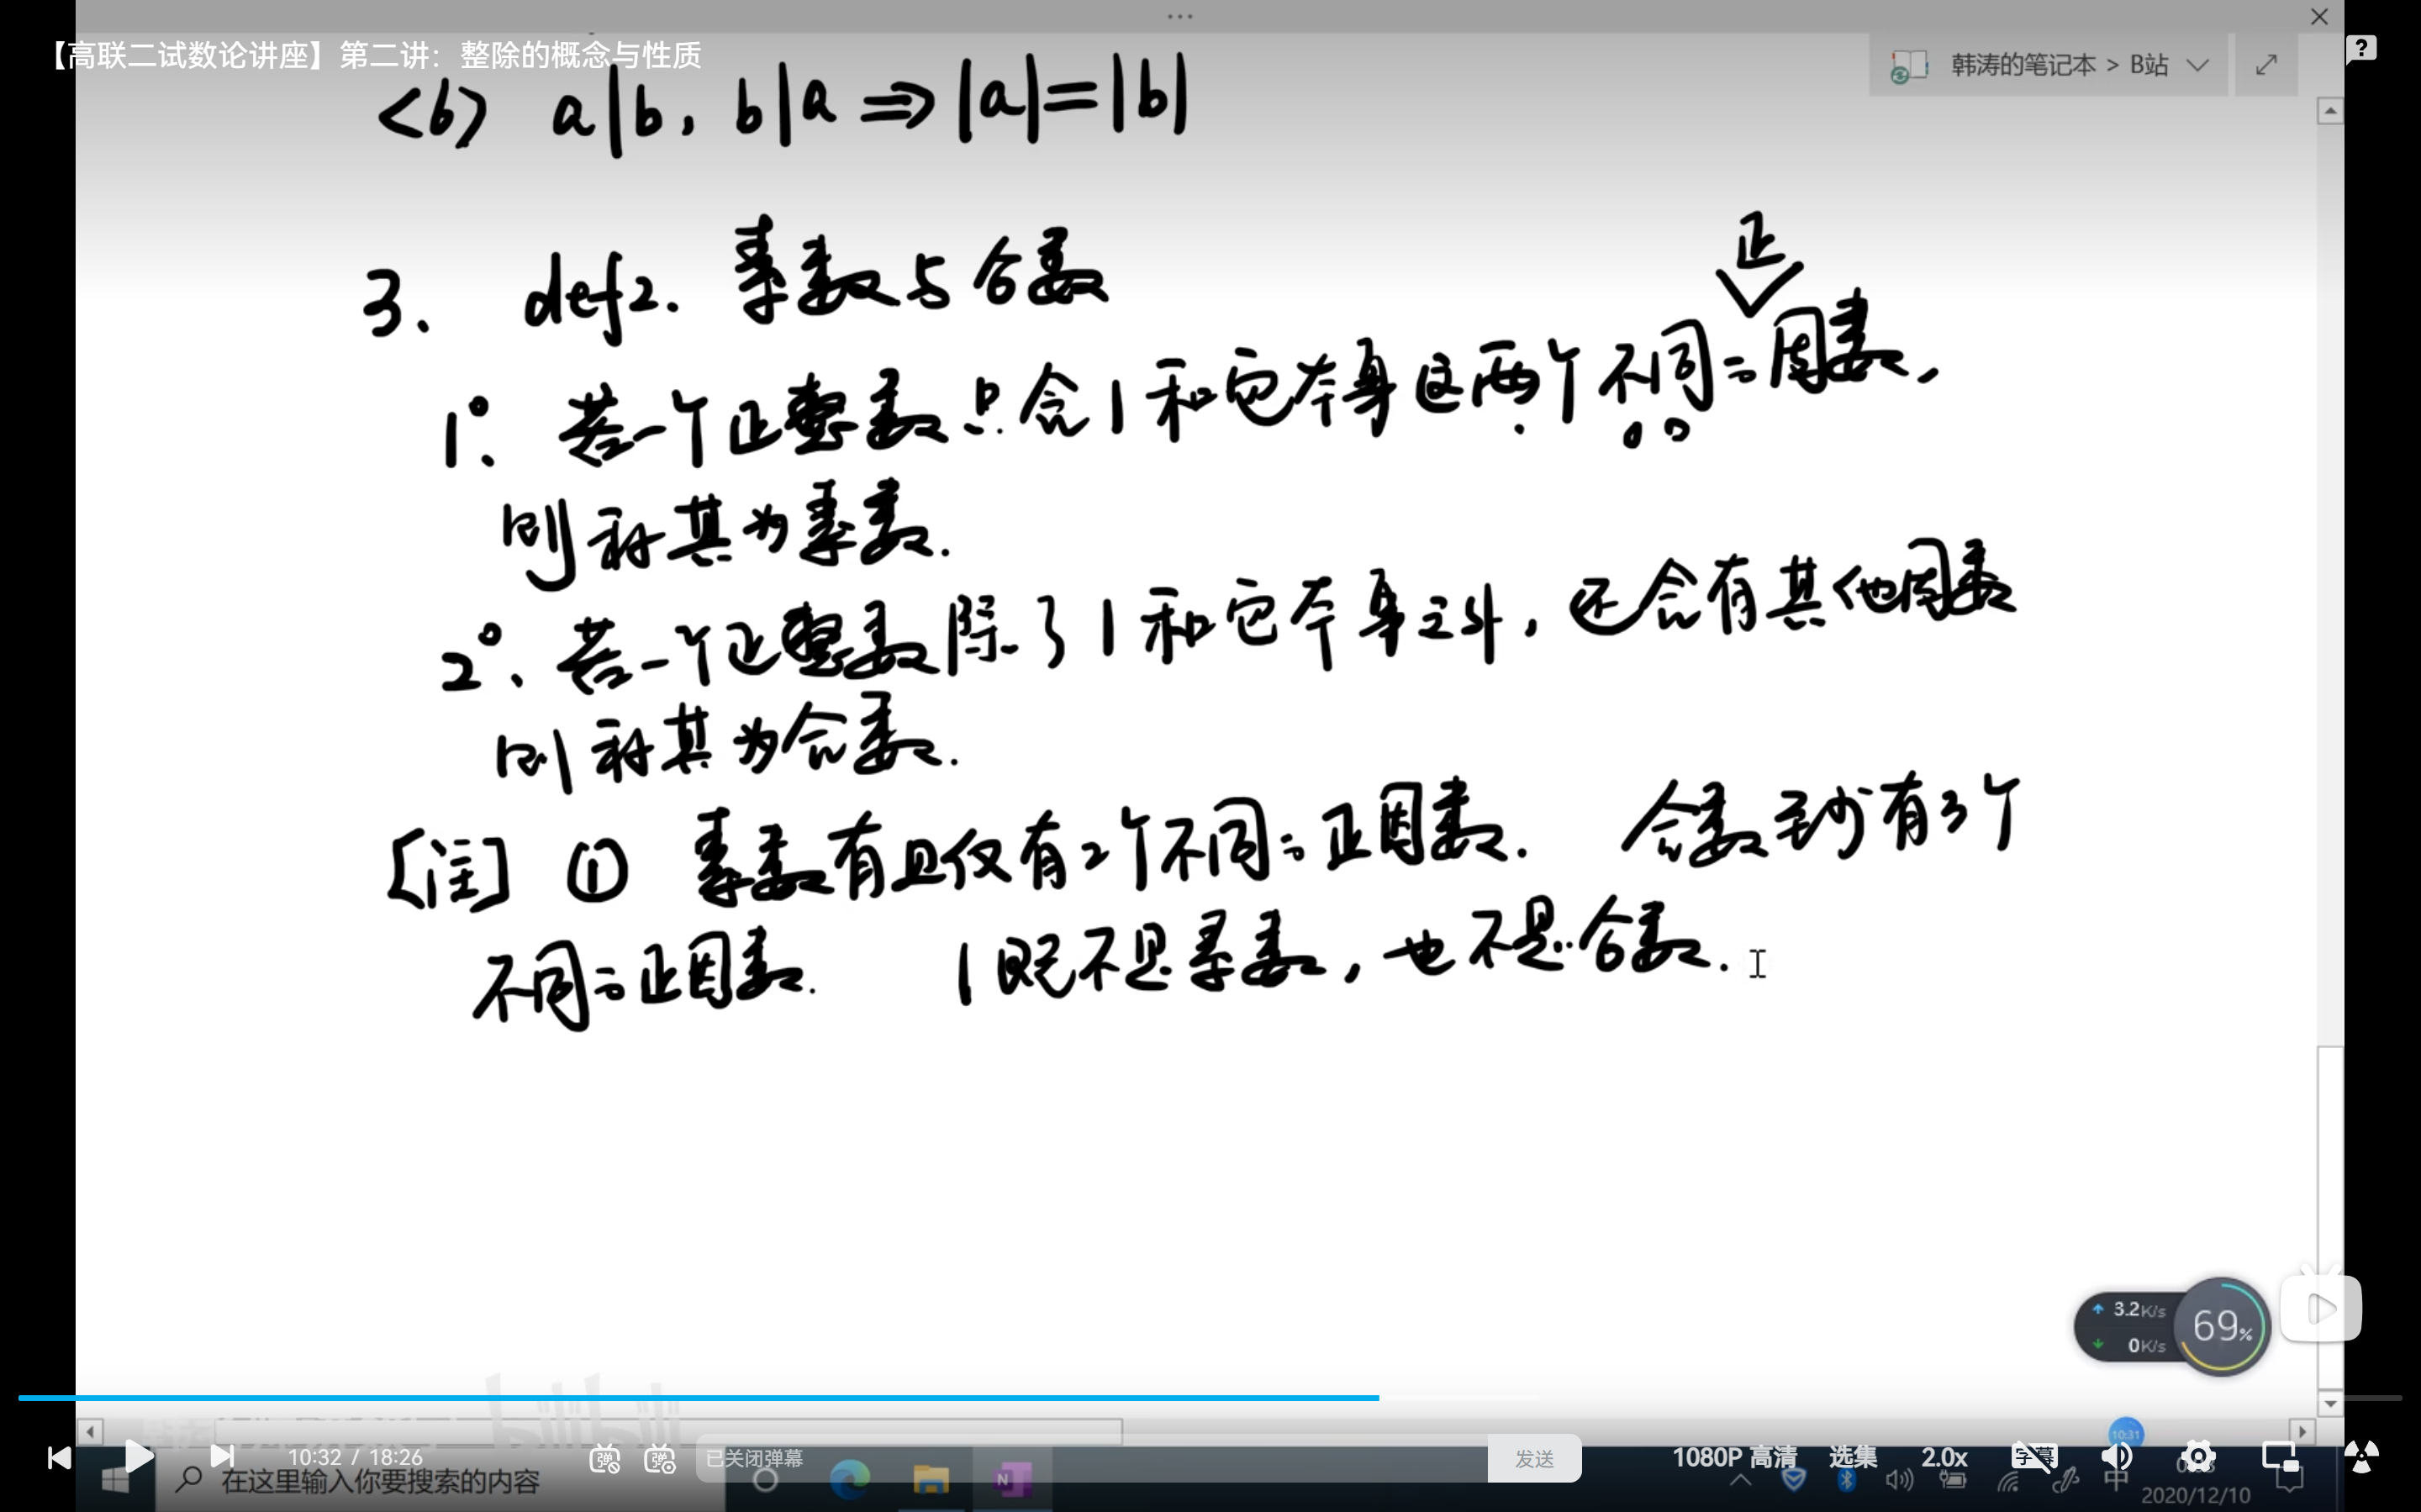 【高联二试数论讲座】第二讲：整除的概念与性质
韩涛的笔记本 > B站
<6> a|b, b|a ⇒ |a|=|b|
3、 def2. 素数与合数
正
1°、若一个正整数只含1和它本身这两个不同的因数，
则称其为素数.
2°、若一个正整数除了1和它本身之外，还含有其他因数
则称其为合数.
[注] ① 素数有且仅有2个不同的正因数. 合数至少有3个
不同的正因数. 1既不是素数，也不是合数.
3.2K/s
0K/s
69%
10:31
10:32 / 18:26
弹
弹
已关闭弹幕
发送
1080P 高清
选集
2.0x
字幕
在这里输入你要搜索的内容
N
中
2020/12/10